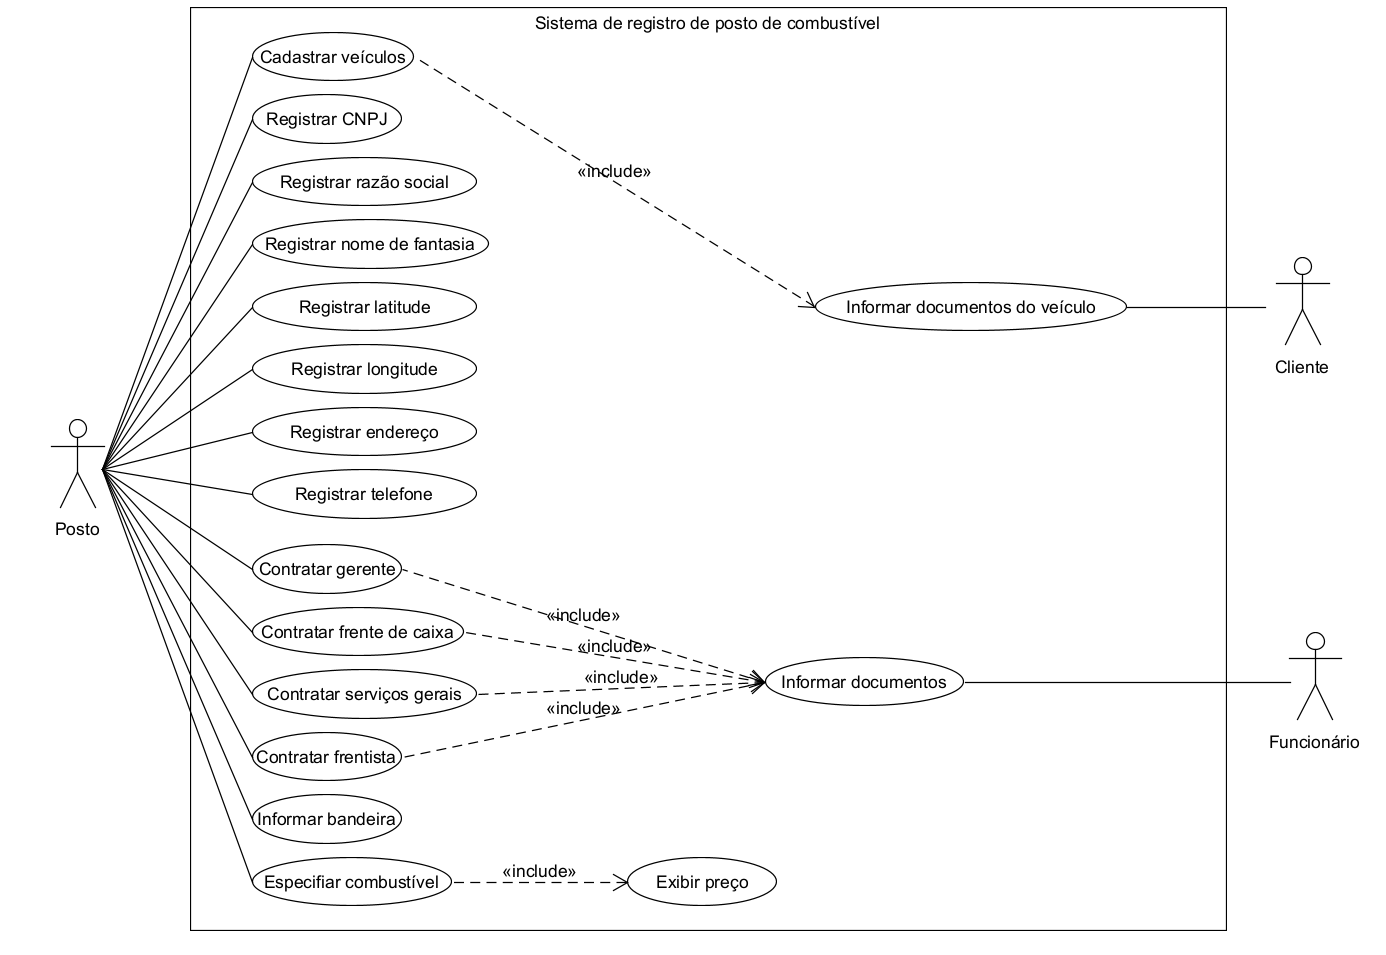 Sistema de registro de posto de combustível
Cadastrar veículos
Registrar CNPJ
«include»
Registrar razão social
Registrar nome de fantasia
Registrar latitude
Informar documentos do veículo
Cliente
Registrar longitude
Registrar endereço
Registrar telefone
Posto
Contratar gerente
«include»
Contratar frente de caixa
«include»
«include»
Contratar serviços gerais
Informar documentos
«include»
Funcionário
Contratar frentista
Informar bandeira
«include»
Especifiar combustível
Exibir preço